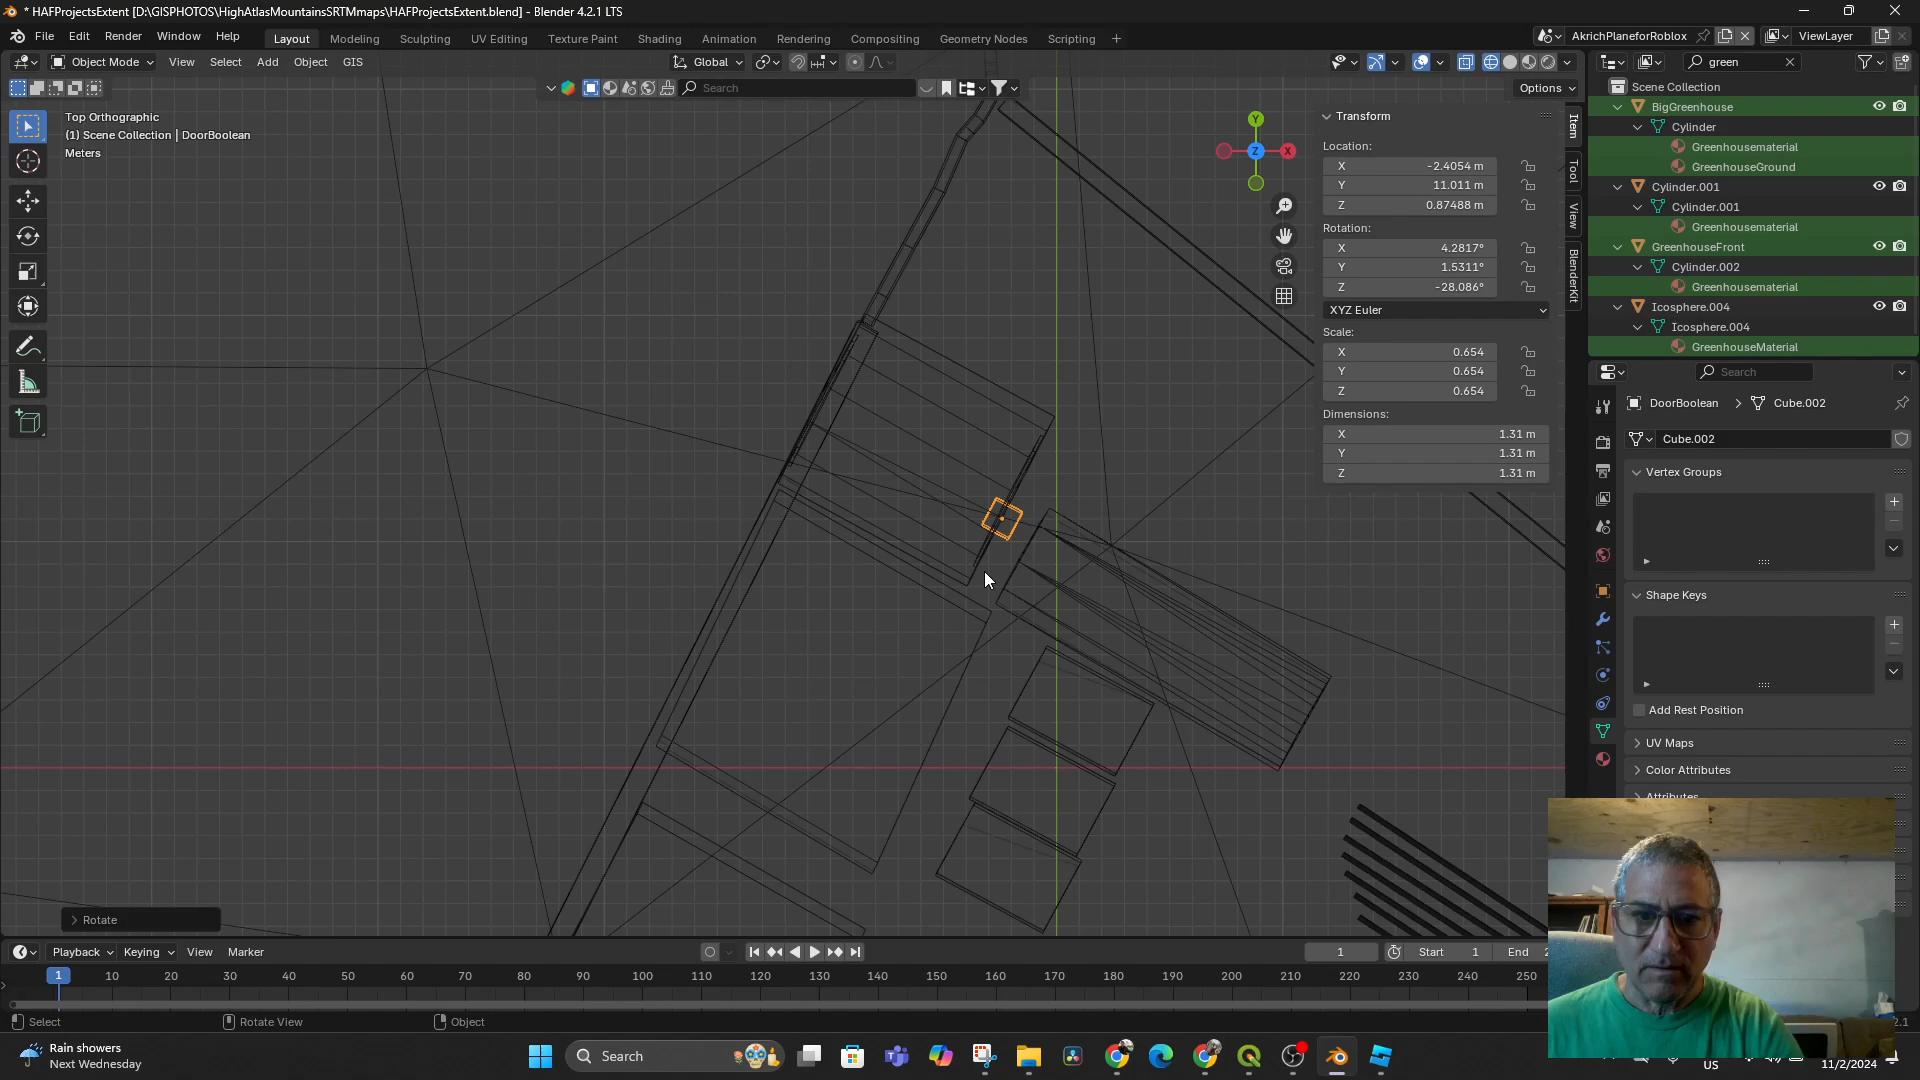 * HAFProjectsExtent [D:\GISPHOTOS\HighAtlasMountainsSRTMmaps\HAFProjectsExtent.blend] - Blender 4.2.1 LTS
File Edit Render Window Help Layout Modeling Sculpting UV Editing Texture Paint Shading Animation Rendering Compositing Geometry Nodes Scripting + AkrichPlaneforRoblox ViewLayer
Object Mode View Select Add Object GIS Global green
Search Options
Scene Collection
BigGreenhouse
Cylinder
Greenhousematerial
GreenhouseGround
Cylinder.001
Cylinder.001
Greenhousematerial
GreenhouseFront
Cylinder.002
Greenhousematerial
Icosphere.004
Icosphere.004
GreenhouseMaterial
Top Orthographic
(1) Scene Collection | DoorBoolean
Meters
Y
X
Z
Item
Tool
View
BlenderKit
Transform
Location:
X -2.4054 m
Y 11.011 m
Z 0.87488 m
Rotation:
X 4.2817°
Y 1.5311°
Z -28.086°
XYZ Euler
Scale:
X 0.654
Y 0.654
Z 0.654
Dimensions:
X 1.31 m
Y 1.31 m
Z 1.31 m
Search
DoorBoolean Cube.002
Cube.002
Vertex Groups
Shape Keys
Add Rest Position
UV Maps
Color Attributes
Attributes
Rotate
Playback Keying View Marker 1 Start 1 End
1 10 20 30 40 50 60 70 80 90 100 110 120 130 140 150 160 170 180 190 200 210 220 230 240 250
Select Rotate View Object
Rain showers
Next Wednesday
Search
US
11/2/2024